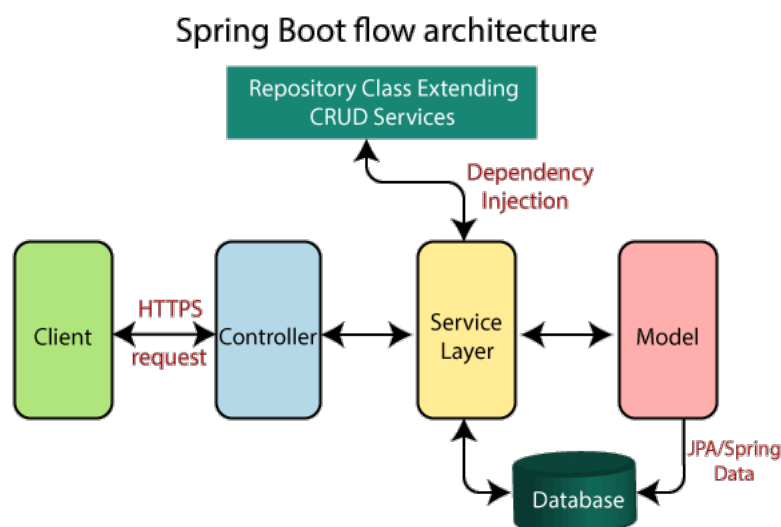 Spring Boot flow architecture
Repository Class Extending
CRUD Services
Dependency
Injection
Client
HTTPS
request
Controller
Service
Layer
Model
JPA/Spring
Data
Database